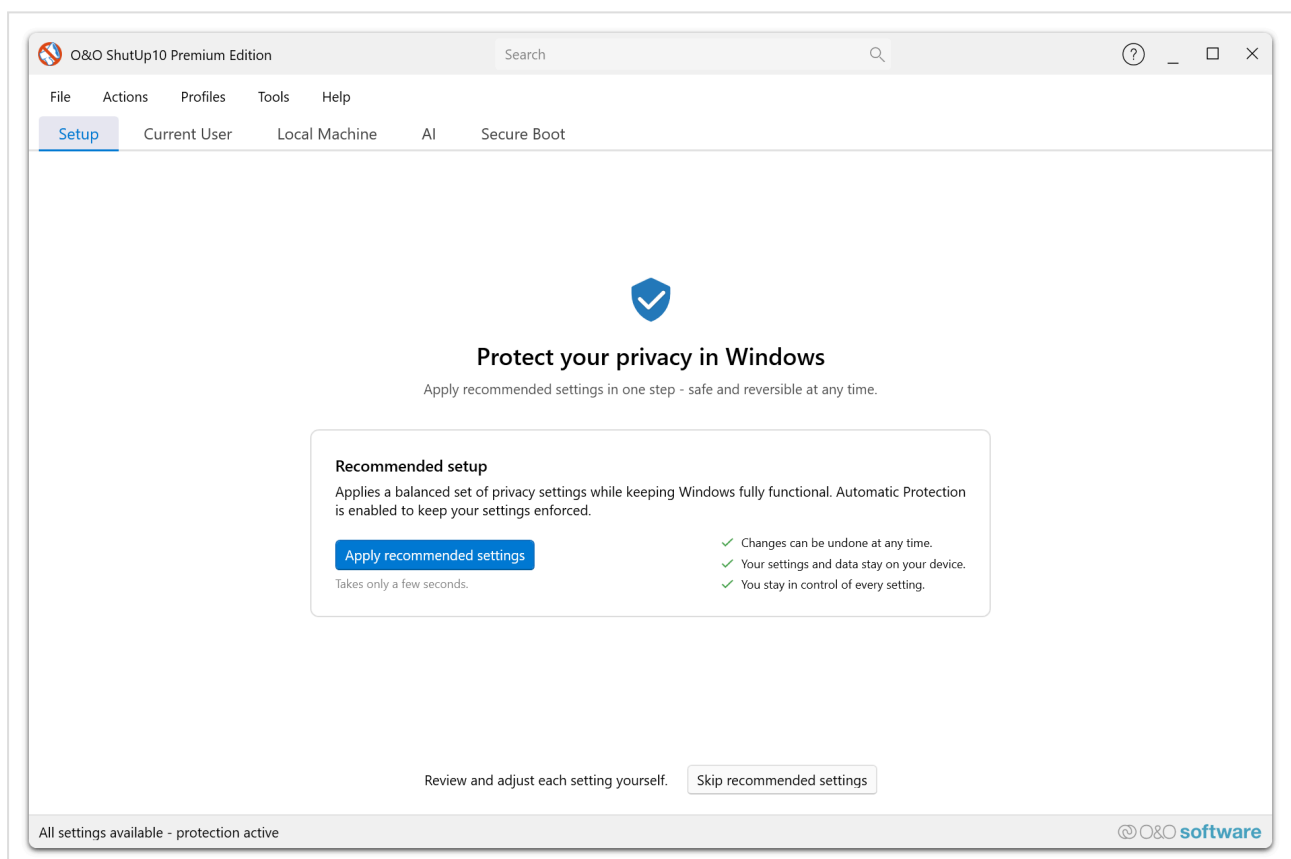 O&O ShutUp10 Premium Edition
Search
?
File Actions Profiles Tools Help
Setup Current User Local Machine AI Secure Boot
Protect your privacy in Windows
Apply recommended settings in one step - safe and reversible at any time.
Recommended setup
Applies a balanced set of privacy settings while keeping Windows fully functional. Automatic Protection
is enabled to keep your settings enforced.
Apply recommended settings
Takes only a few seconds.
Changes can be undone at any time.
Your settings and data stay on your device.
You stay in control of every setting.
Review and adjust each setting yourself.
Skip recommended settings
All settings available - protection active
O&O software